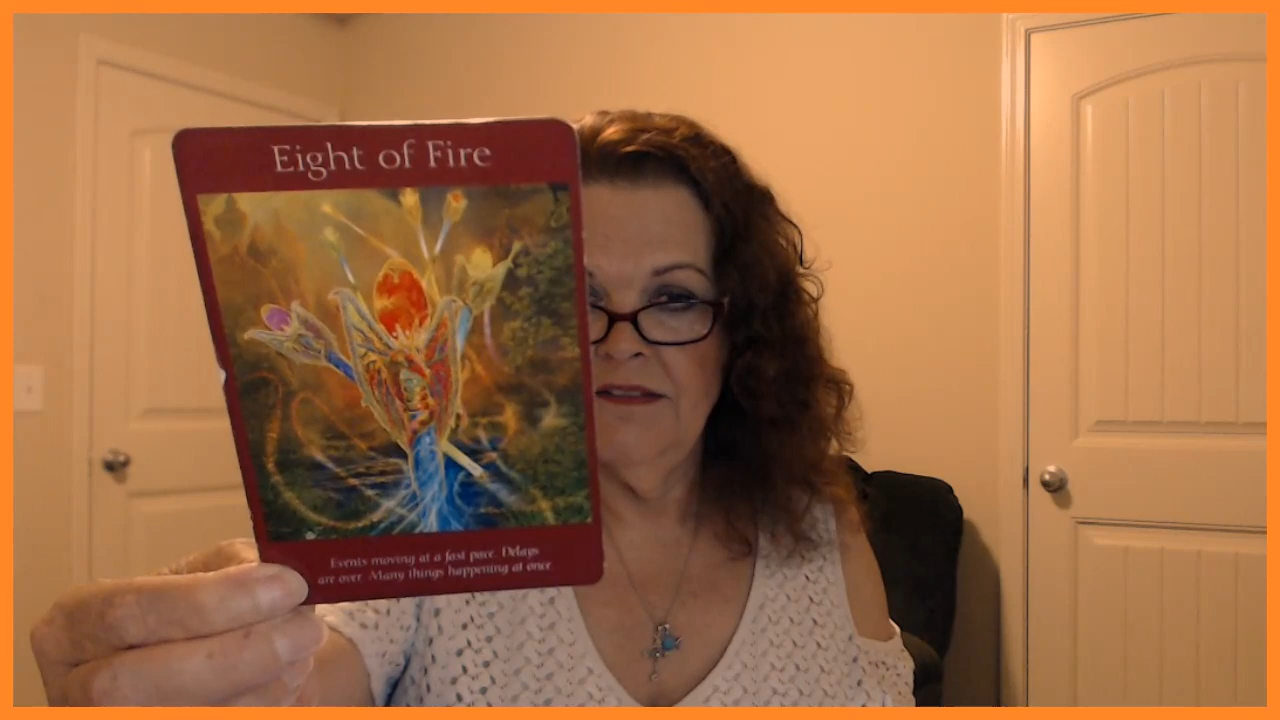 Eight of Fire
Events moving at a fast pace. Delays
are over. Many things happening at once.